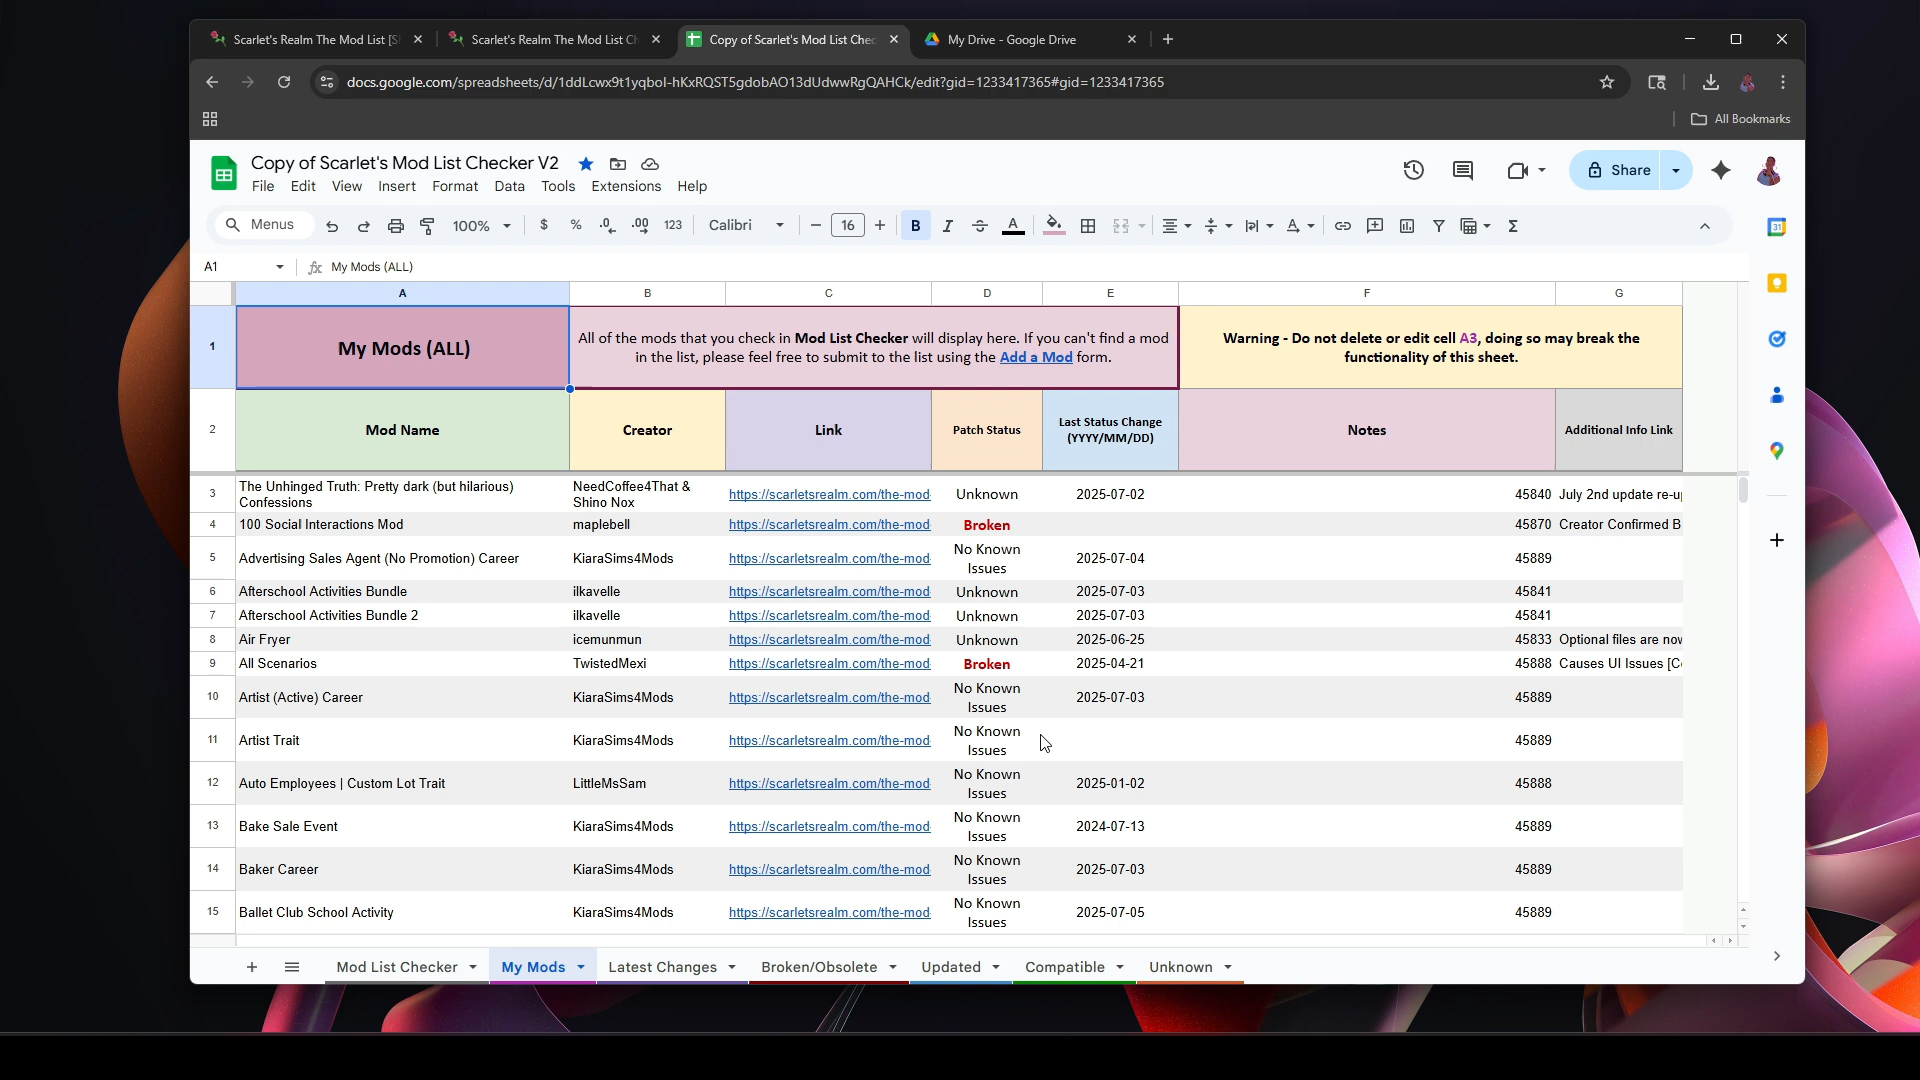 Scarlet's Realm The Mod List [S
Scarlet's Realm The Mod List Ch
Copy of Scarlet's Mod List Chec
My Drive - Google Drive
docs.google.com/spreadsheets/d/1ddLcwx9t1yqbol-hKxRQST5gdobAO13dUdwwRgQAHCk/edit?gid=1233417365#gid=1233417365
All Bookmarks
Copy of Scarlet's Mod List Checker V2
File Edit View Insert Format Data Tools Extensions Help
Share
Menus 100% $ % .0 .00 123 Calibri 16 B I
A1 fx My Mods (ALL)
A B C D E F G
1
My Mods (ALL)
All of the mods that you check in Mod List Checker will display here. If you can't find a mod
in the list, please feel free to submit to the list using the Add a Mod form.
Warning - Do not delete or edit cell A3, doing so may break the
functionality of this sheet.
2 Mod Name Creator Link Patch Status Last Status Change (YYYY/MM/DD) Notes Additional Info Link
3 The Unhinged Truth: Pretty dark (but hilarious) Confessions NeedCoffee4That & Shino Nox https://scarletsrealm.com/the-mod- Unknown 2025-07-02 45840 July 2nd update re-u
4 100 Social Interactions Mod maplebell https://scarletsrealm.com/the-mod- Broken 45870 Creator Confirmed B
5 Advertising Sales Agent (No Promotion) Career KiaraSims4Mods https://scarletsrealm.com/the-mod- No Known Issues 2025-07-04 45889
6 Afterschool Activities Bundle ilkavelle https://scarletsrealm.com/the-mod- Unknown 2025-07-03 45841
7 Afterschool Activities Bundle 2 ilkavelle https://scarletsrealm.com/the-mod- Unknown 2025-07-03 45841
8 Air Fryer icemunmun https://scarletsrealm.com/the-mod- Unknown 2025-06-25 45833 Optional files are now
9 All Scenarios TwistedMexi https://scarletsrealm.com/the-mod- Broken 2025-04-21 45888 Causes UI Issues [C
10 Artist (Active) Career KiaraSims4Mods https://scarletsrealm.com/the-mod- No Known Issues 2025-07-03 45889
11 Artist Trait KiaraSims4Mods https://scarletsrealm.com/the-mod- No Known Issues 45889
12 Auto Employees | Custom Lot Trait LittleMsSam https://scarletsrealm.com/the-mod- No Known Issues 2025-01-02 45888
13 Bake Sale Event KiaraSims4Mods https://scarletsrealm.com/the-mod- No Known Issues 2024-07-13 45889
14 Baker Career KiaraSims4Mods https://scarletsrealm.com/the-mod- No Known Issues 2025-07-03 45889
15 Ballet Club School Activity KiaraSims4Mods https://scarletsrealm.com/the-mod- No Known Issues 2025-07-05 45889
Mod List Checker My Mods Latest Changes Broken/Obsolete Updated Compatible Unknown